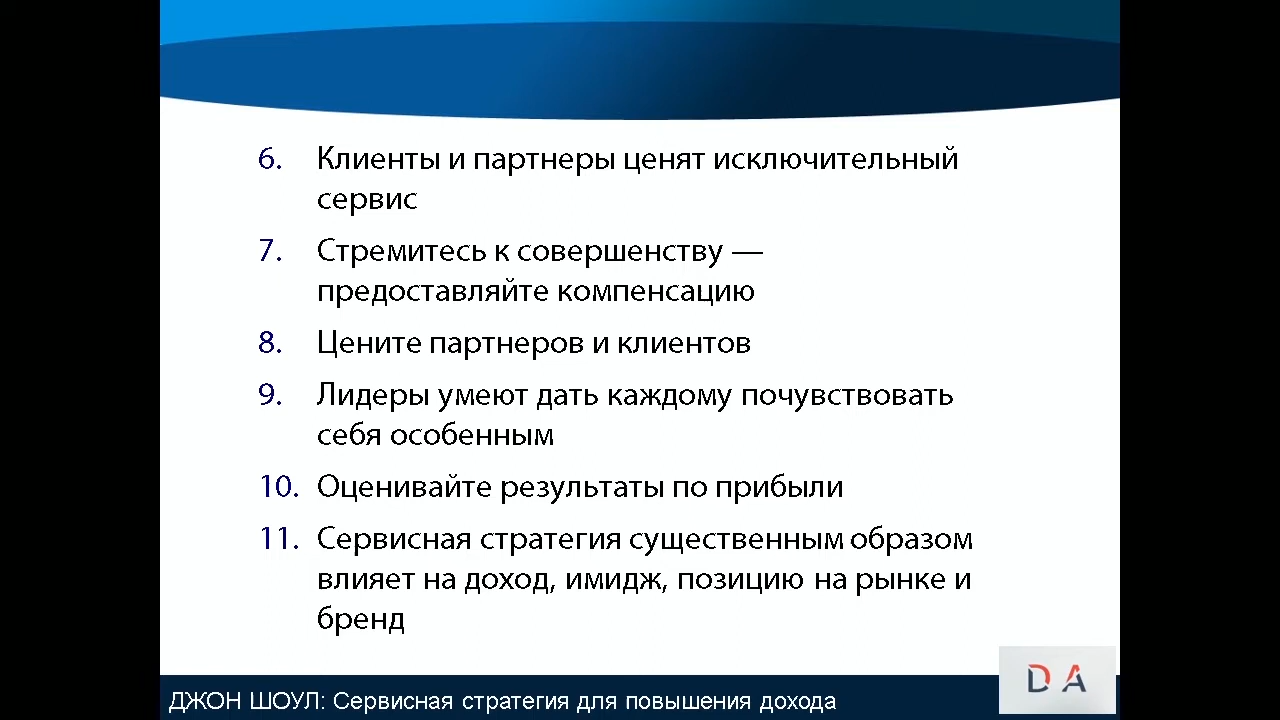 6. Клиенты и партнеры ценят исключительный
сервис
7. Стремитесь к совершенству —
предоставляйте компенсацию
8. Цените партнеров и клиентов
9. Лидеры умеют дать каждому почувствовать
себя особенным
10. Оценивайте результаты по прибыли
11. Сервисная стратегия существенным образом
влияет на доход, имидж, позицию на рынке и
бренд
ДЖОН ШОУЛ: Сервисная стратегия для повышения дохода
DA